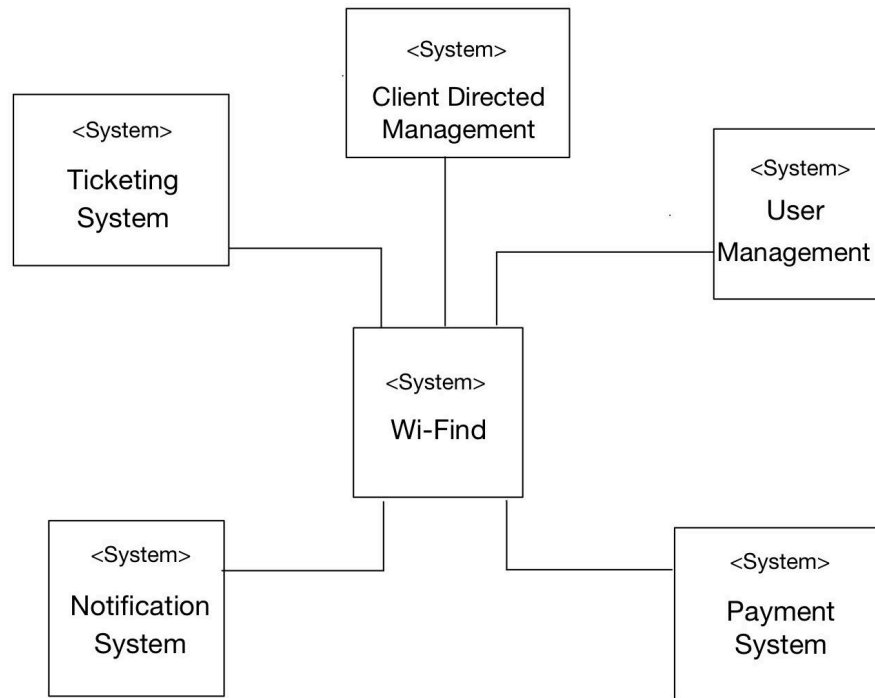 <System>
Client Directed
Management
<System>
Ticketing
System
<System>
User
Management
<System>
Wi-Find
<System>
Notification
System
<System>
Payment
System